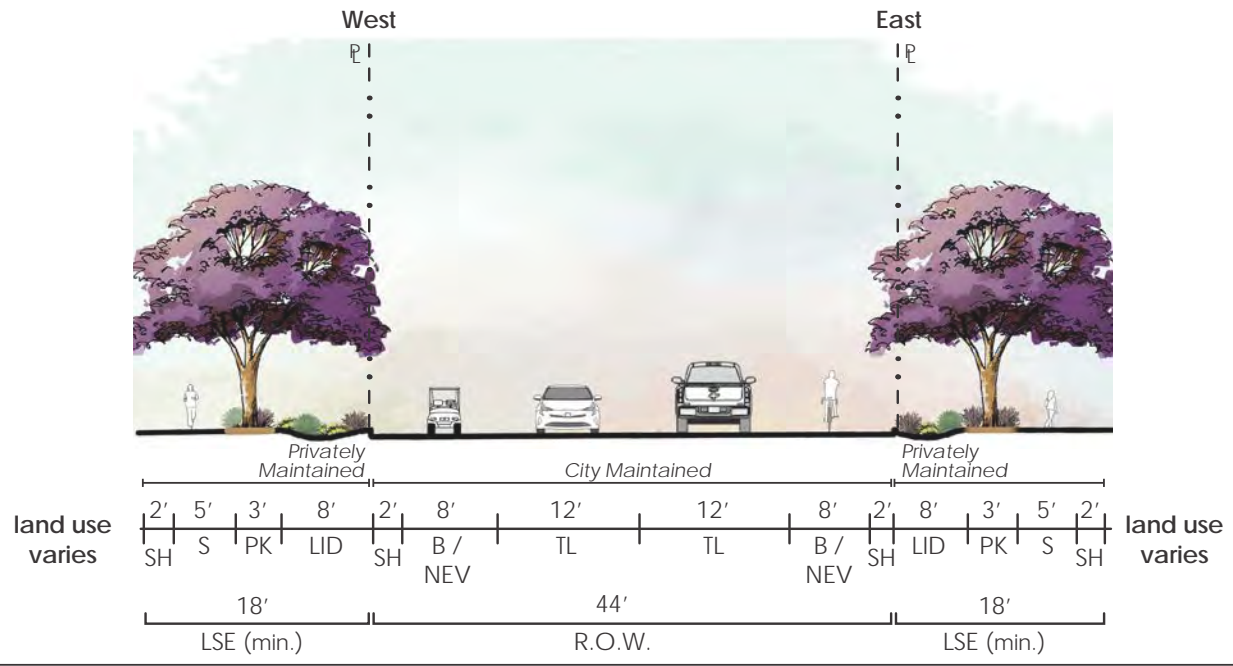 West
East
PL
PL
Privately
Maintained
City Maintained
Privately
Maintained
land use
varies
2’ 5’ 3’ 8’ 2’ 8’ 12’ 12’ 8’ 2’ 8’ 3’ 5’ 2’
SH S PK LID SH B / TL TL B / SH LID PK S SH
NEV NEV
land use
varies
18’ 44’ 18’
LSE (min.) R.O.W. LSE (min.)